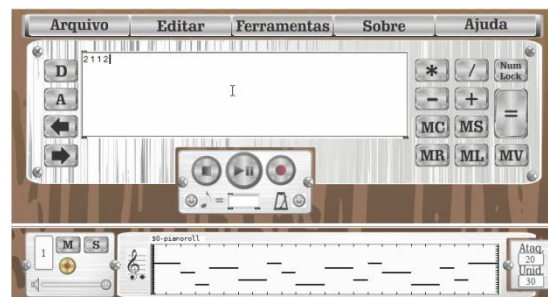 Arquivo Editar Ferramentas Sobre Ajuda
2112
D * / Num Lock
A - + =
MC MS
MR ML MV
=
$0-pianoroll
1 M S
Ataq.
20
Unid.
30